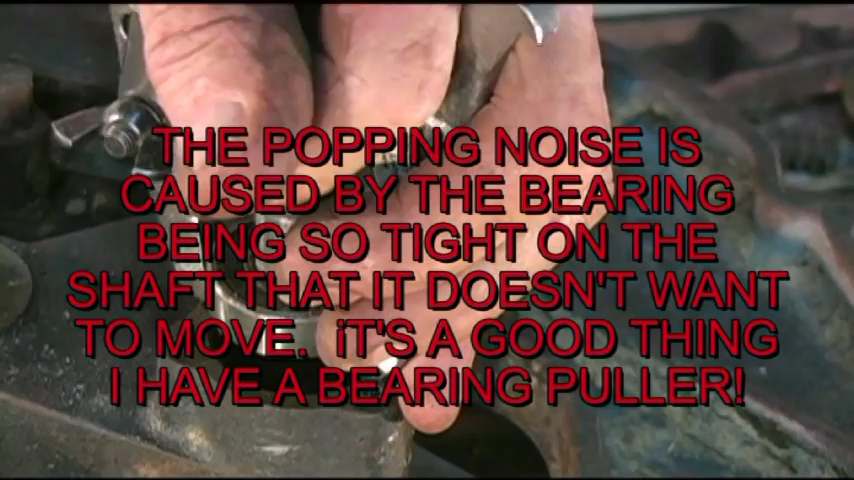 THE POPPING NOISE IS
CAUSED BY THE BEARING
BEING SO TIGHT ON THE
SHAFT THAT IT DOESN'T WANT
TO MOVE.  iT'S A GOOD THING
I HAVE A BEARING PULLER!